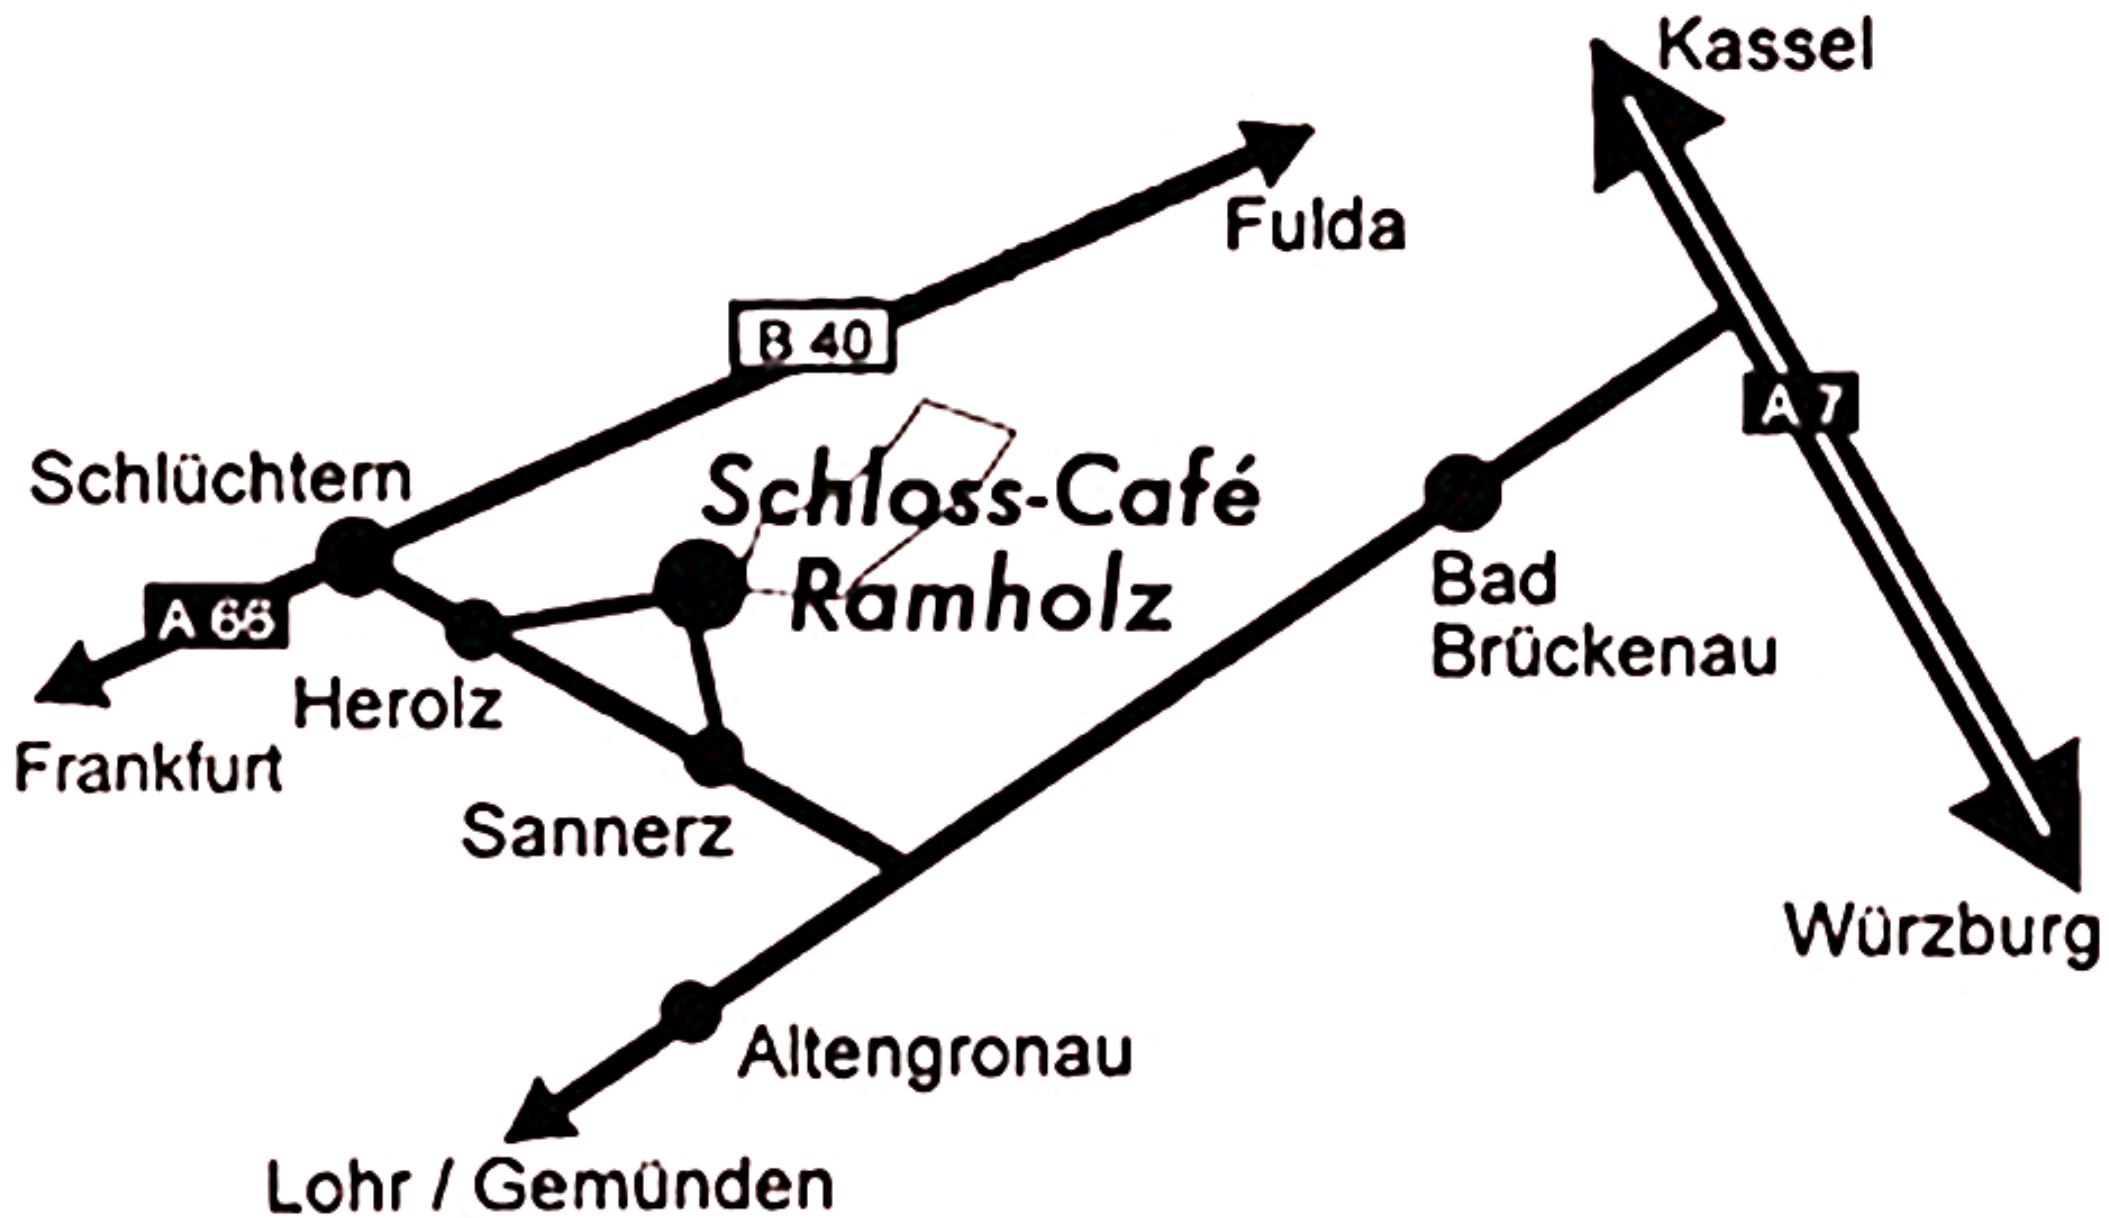 Kassel
Fulda
B 40
A 7
Schlüchtern
Schloss-Café
Ramholz
Bad
Brückenau
A 66
Herolz
Frankfurt
Sannerz
Würzburg
Altengronau
Lohr / Gemünden